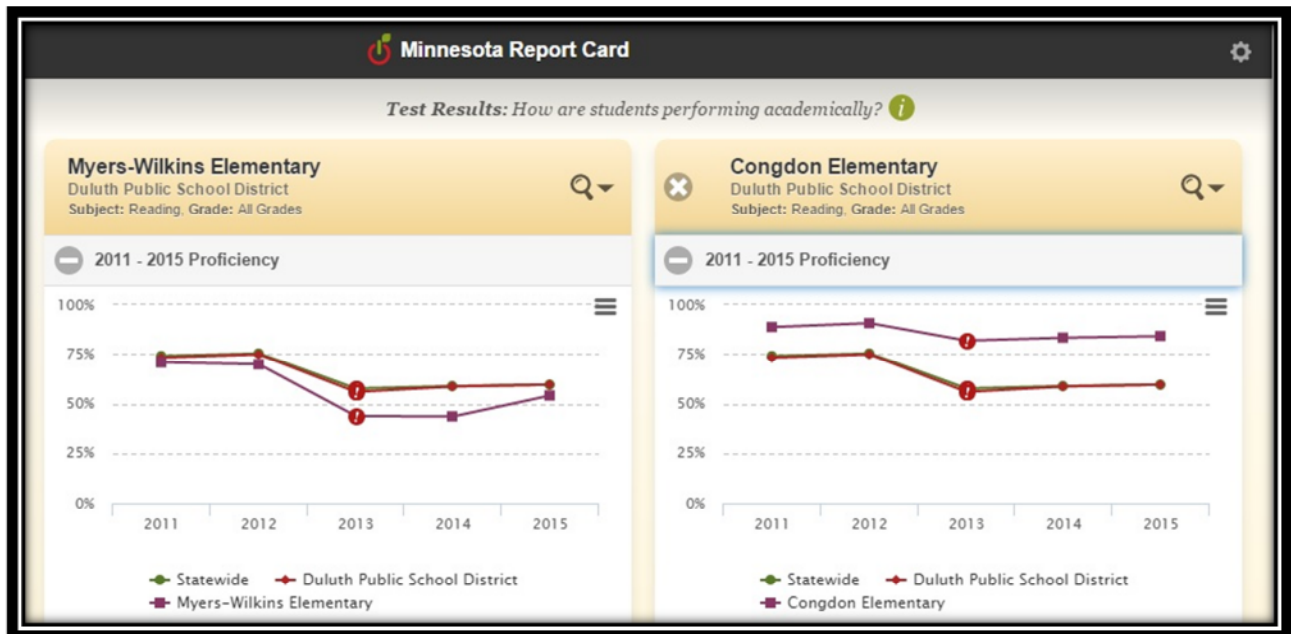 Minnesota Report Card
Test Results: How are students performing academically? i
Myers-Wilkins Elementary
Duluth Public School District
Subject: Reading, Grade: All Grades
2011 - 2015 Proficiency
100%
75%
50%
25%
0%
!
!
2011 2012 2013 2014 2015
Statewide Duluth Public School District
Myers-Wilkins Elementary
Congdon Elementary
Duluth Public School District
Subject: Reading, Grade: All Grades
2011 - 2015 Proficiency
100%
75%
50%
25%
0%
!
!
2011 2012 2013 2014 2015
Statewide Duluth Public School District
Congdon Elementary